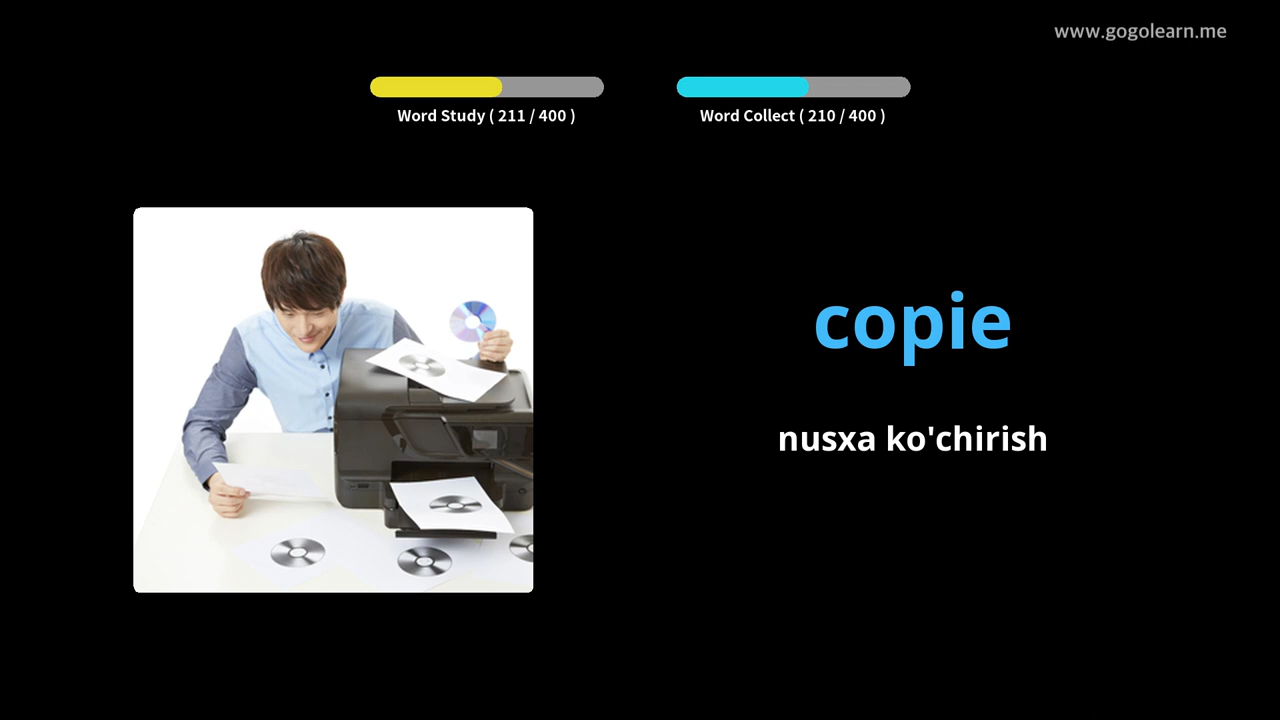 www.gogolearn.me
Word Study ( 211 / 400 )
Word Collect ( 210 / 400 )
copie
nusxa ko'chirish